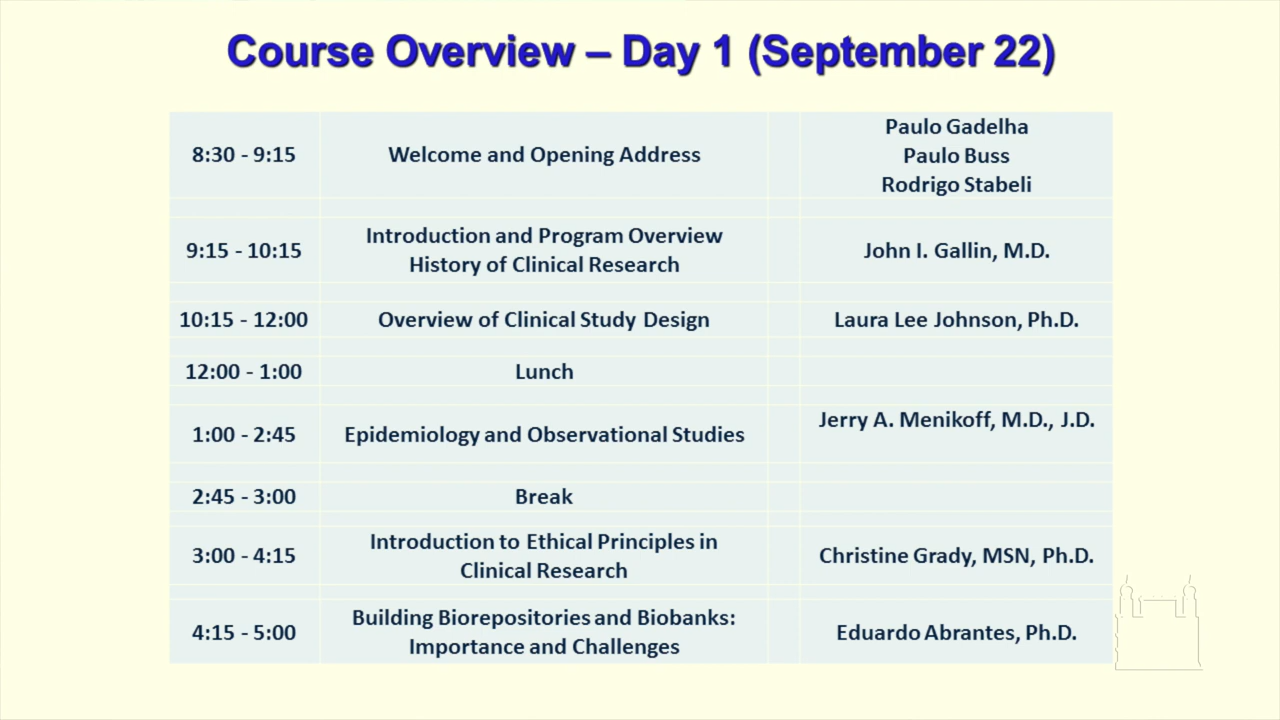 Course Overview – Day 1 (September 22)
8:30 - 9:15
Welcome and Opening Address
Paulo Gadelha
Paulo Buss
Rodrigo Stabeli
9:15 - 10:15
Introduction and Program Overview
History of Clinical Research
John I. Gallin, M.D.
10:15 - 12:00
Overview of Clinical Study Design
Laura Lee Johnson, Ph.D.
12:00 - 1:00
Lunch
1:00 - 2:45
Epidemiology and Observational Studies
Jerry A. Menikoff, M.D., J.D.
2:45 - 3:00
Break
3:00 - 4:15
Introduction to Ethical Principles in
Clinical Research
Christine Grady, MSN, Ph.D.
4:15 - 5:00
Building Biorepositories and Biobanks:
Importance and Challenges
Eduardo Abrantes, Ph.D.